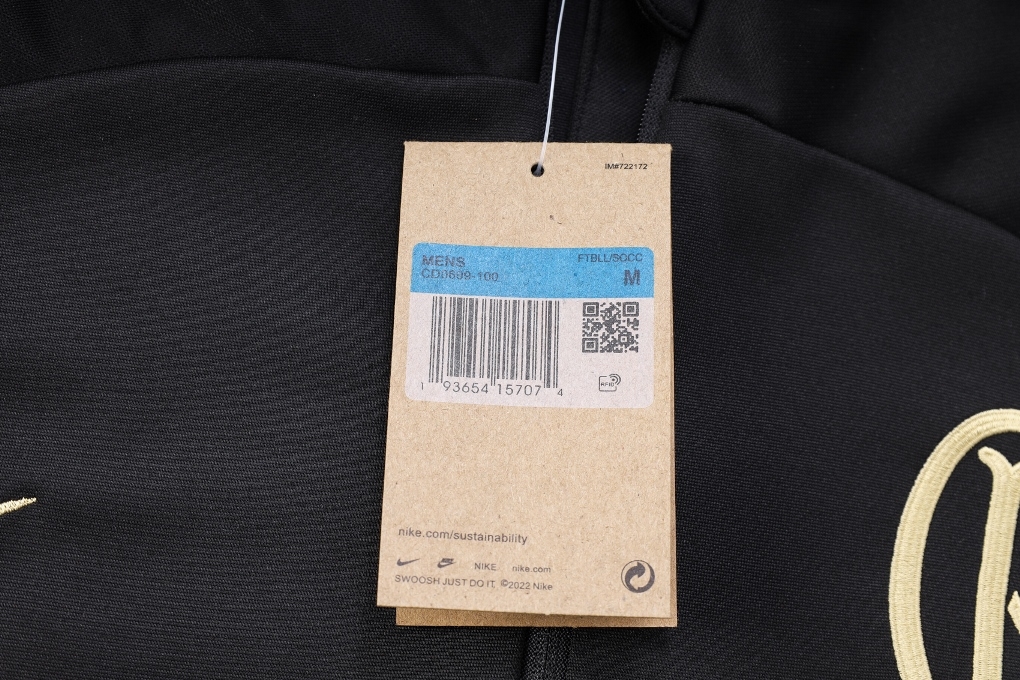 IM#722172
MENS FTBLL/SOCC
CD0609-100 M
1 93654 15707 4
RFID
nike.com/sustainability
NIKE nike.com
SWOOSH JUST DO IT, ©2022 Nike